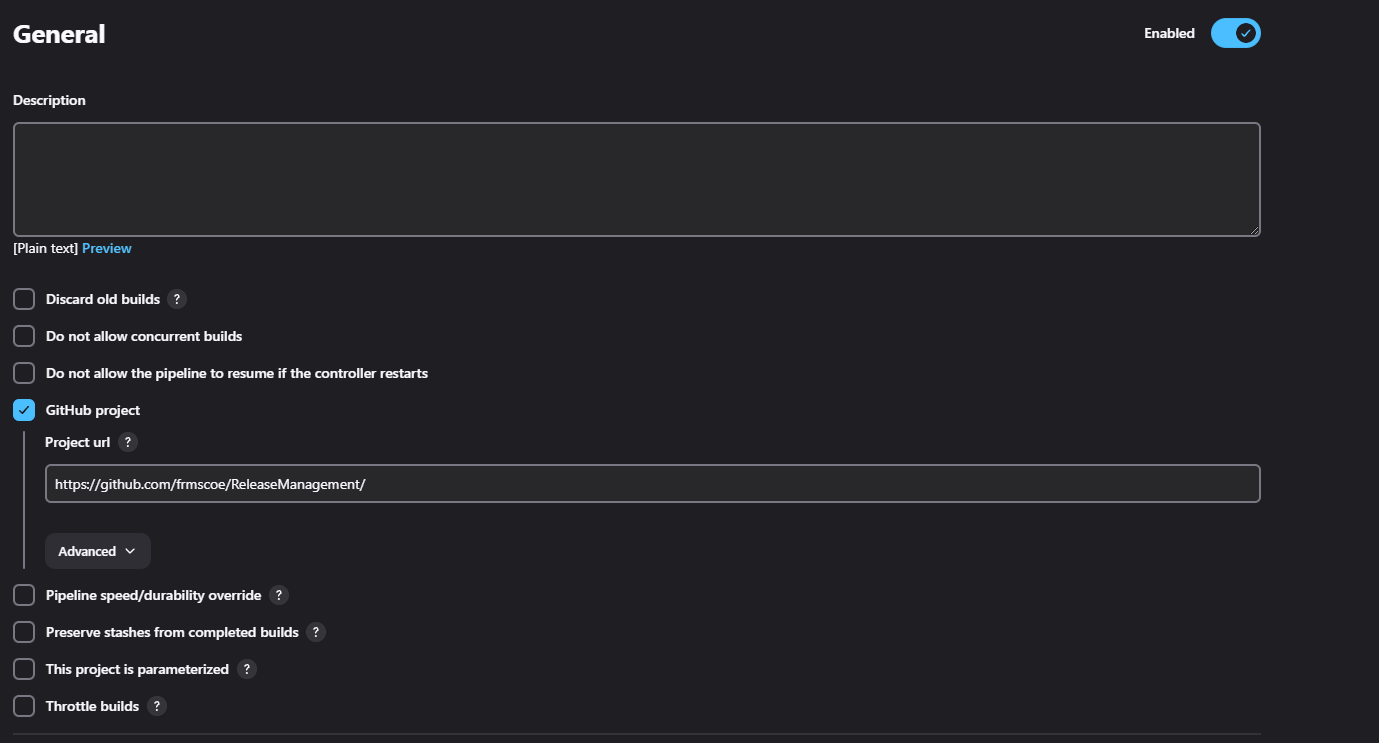 General
Enabled
Description
[Plain text] Preview
Discard old builds ?
Do not allow concurrent builds
Do not allow the pipeline to resume if the controller restarts
GitHub project
Project url ?
https://github.com/frmscoe/ReleaseManagement/
Advanced
Pipeline speed/durability override ?
Preserve stashes from completed builds ?
This project is parameterized ?
Throttle builds ?